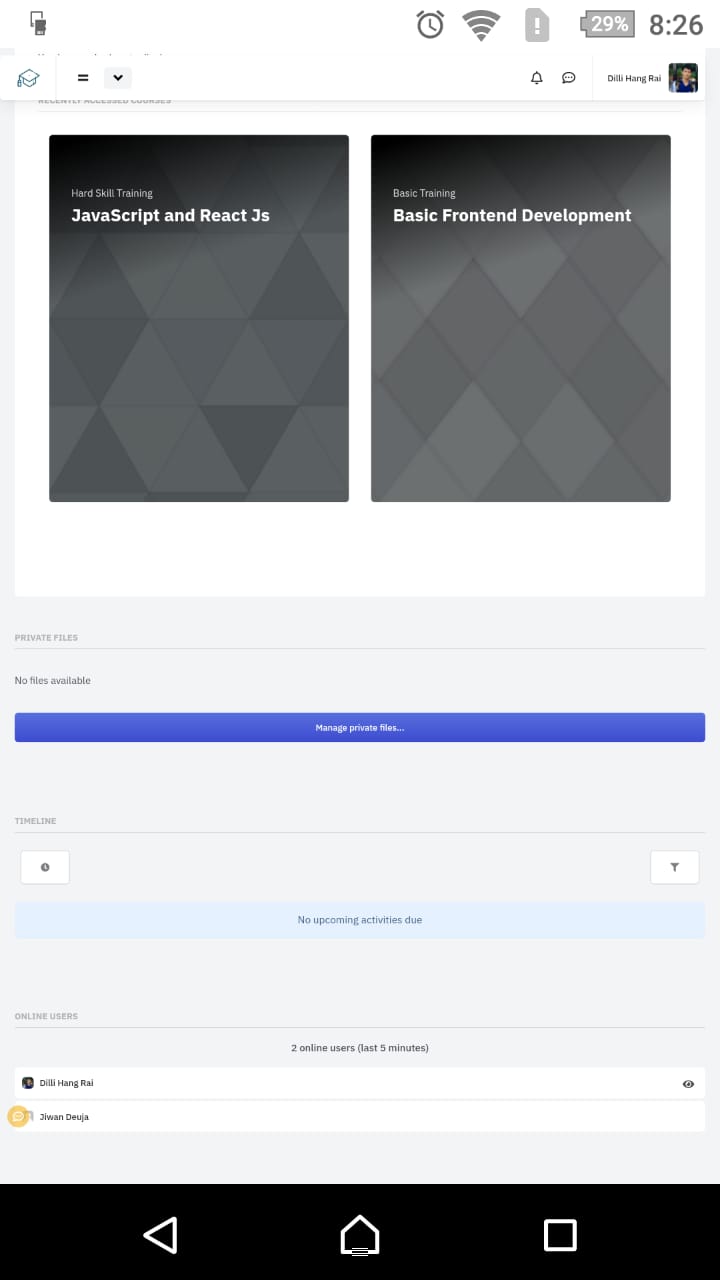 29% 8:26
Dilli Hang Rai
RECENTLY ACCESSED COURSES
Hard Skill Training
JavaScript and React Js
Basic Training
Basic Frontend Development
PRIVATE FILES
No files available
Manage private files...
TIMELINE
No upcoming activities due
ONLINE USERS
2 online users (last 5 minutes)
Dilli Hang Rai
Jiwan Deuja